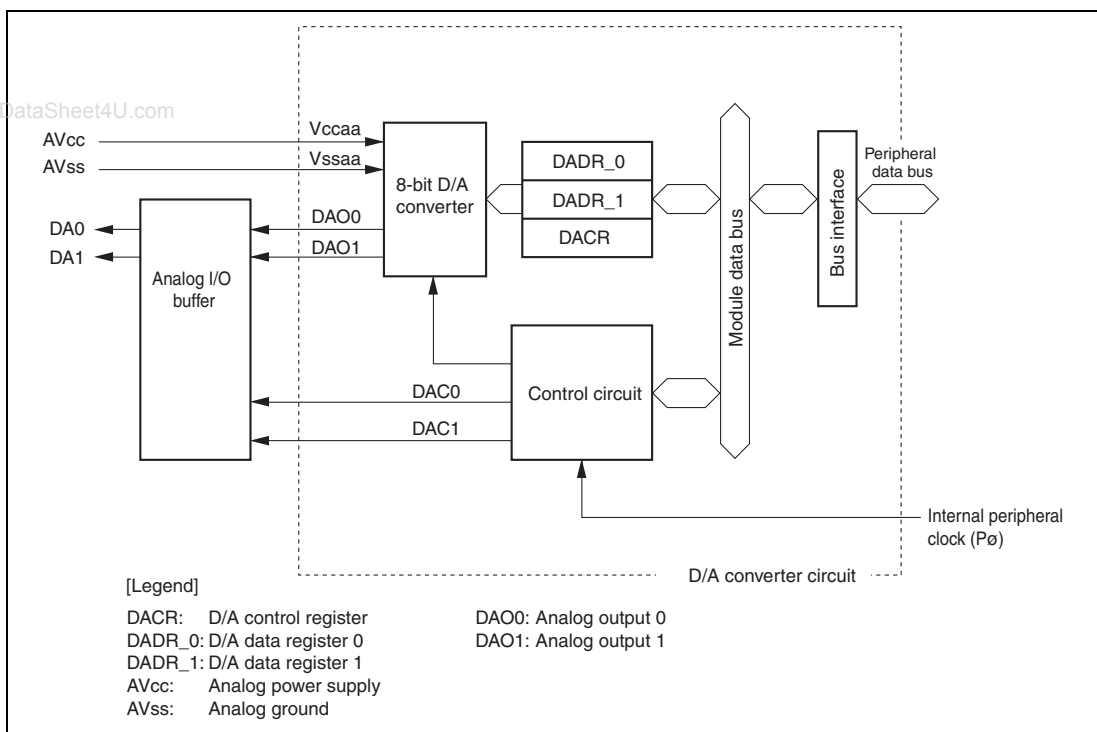 DataSheet4U.com
AVcc
AVss
Vccaa
Vssaa
8-bit D/A
converter
DADR_0
DADR_1
DACR
Module data bus
Bus interface
Peripheral
data bus
DA0
DA1
DAO0
DAO1
Analog I/O
buffer
DAC0
DAC1
Control circuit
Internal peripheral
clock (Pø)
D/A converter circuit
[Legend]
DACR: D/A control register
DADR_0: D/A data register 0
DADR_1: D/A data register 1
AVcc: Analog power supply
AVss: Analog ground
DAO0: Analog output 0
DAO1: Analog output 1